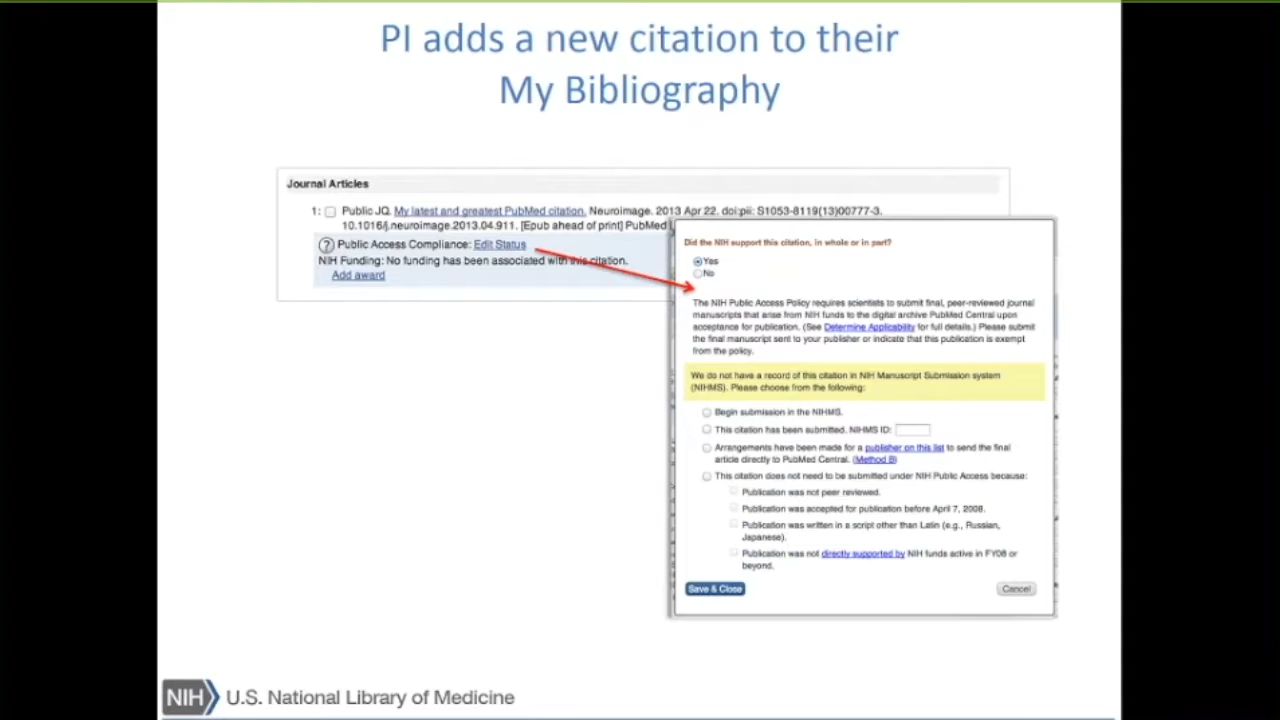 PI adds a new citation to their
My Bibliography
Journal Articles
1: Public JQ. My latest and greatest PubMed citation. Neuroimage. 2013 Apr 22. doi:pii: S1053-8119(13)00777-3.
10.1016/j.neuroimage.2013.04.911. [Epub ahead of print] PubMed
? Public Access Compliance: Edit Status
NIH Funding: No funding has been associated with this citation.
Add award
Did the NIH support this citation, in whole or in part?
Yes
No
The NIH Public Access Policy requires scientists to submit final, peer-reviewed journal
manuscripts that arise from NIH funds to the digital archive PubMed Central upon
acceptance for publication. (See Determine Applicability for full details.) Please submit
the final manuscript sent to your publisher or indicate that this publication is exempt
from the policy.
We do not have a record of this citation in NIH Manuscript Submission system
(NIHMS). Please choose from the following:
Begin submission in the NIHMS.
This citation has been submitted. NIHMS ID:
Arrangements have been made for a publisher on this list to send the final
article directly to PubMed Central. (Method B)
This citation does not need to be submitted under NIH Public Access because:
Publication was not peer reviewed.
Publication was accepted for publication before April 7, 2008.
Publication was written in a script other than Latin (e.g., Russian,
Japanese).
Publication was not directly supported by NIH funds active in FY08 or
beyond.
Save & Close
Cancel
NIH U.S. National Library of Medicine